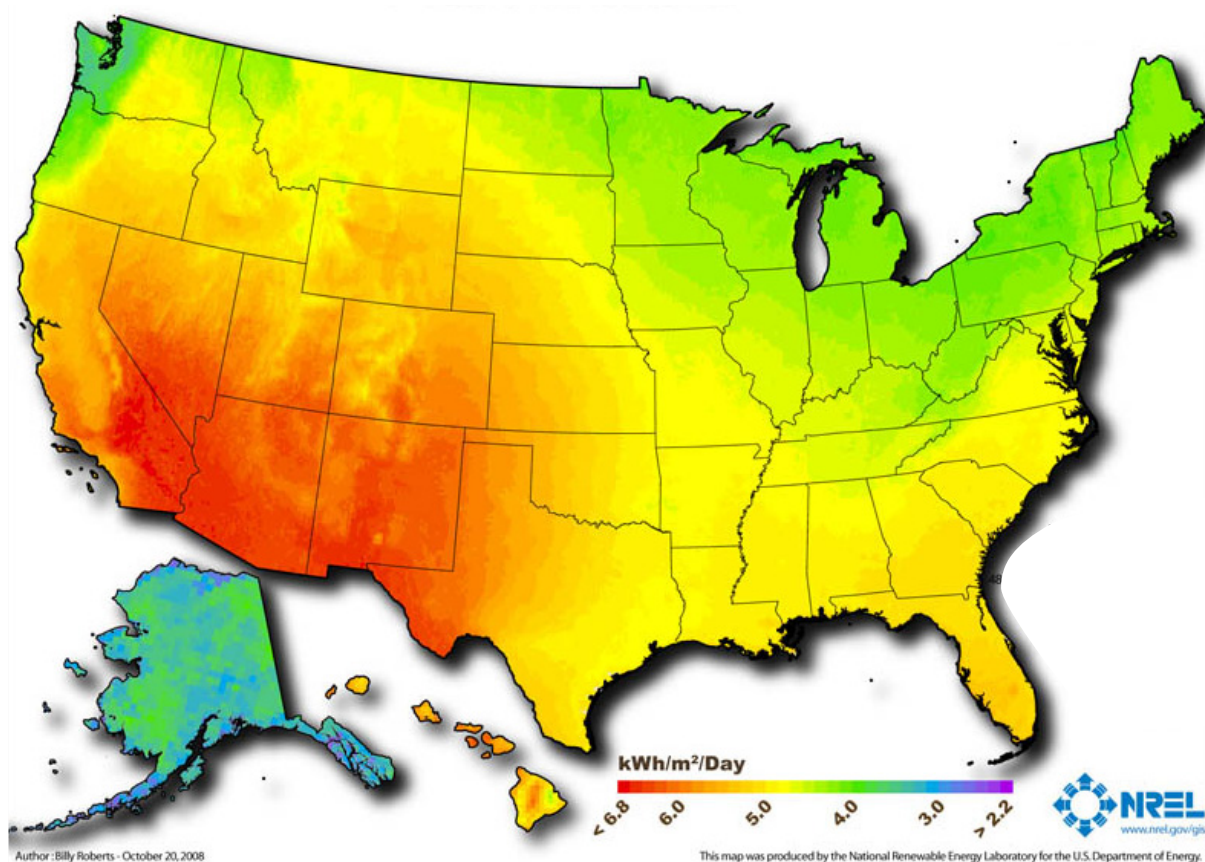 48
kWh/m²/Day
< 6.8
6.0
5.0
4.0
3.0
> 2.2
NREL
www.nrel.gov/gis
Author : Billy Roberts - October 20, 2008
This map was produced by the National Renewable Energy Laboratory for the U.S. Department of Energy.